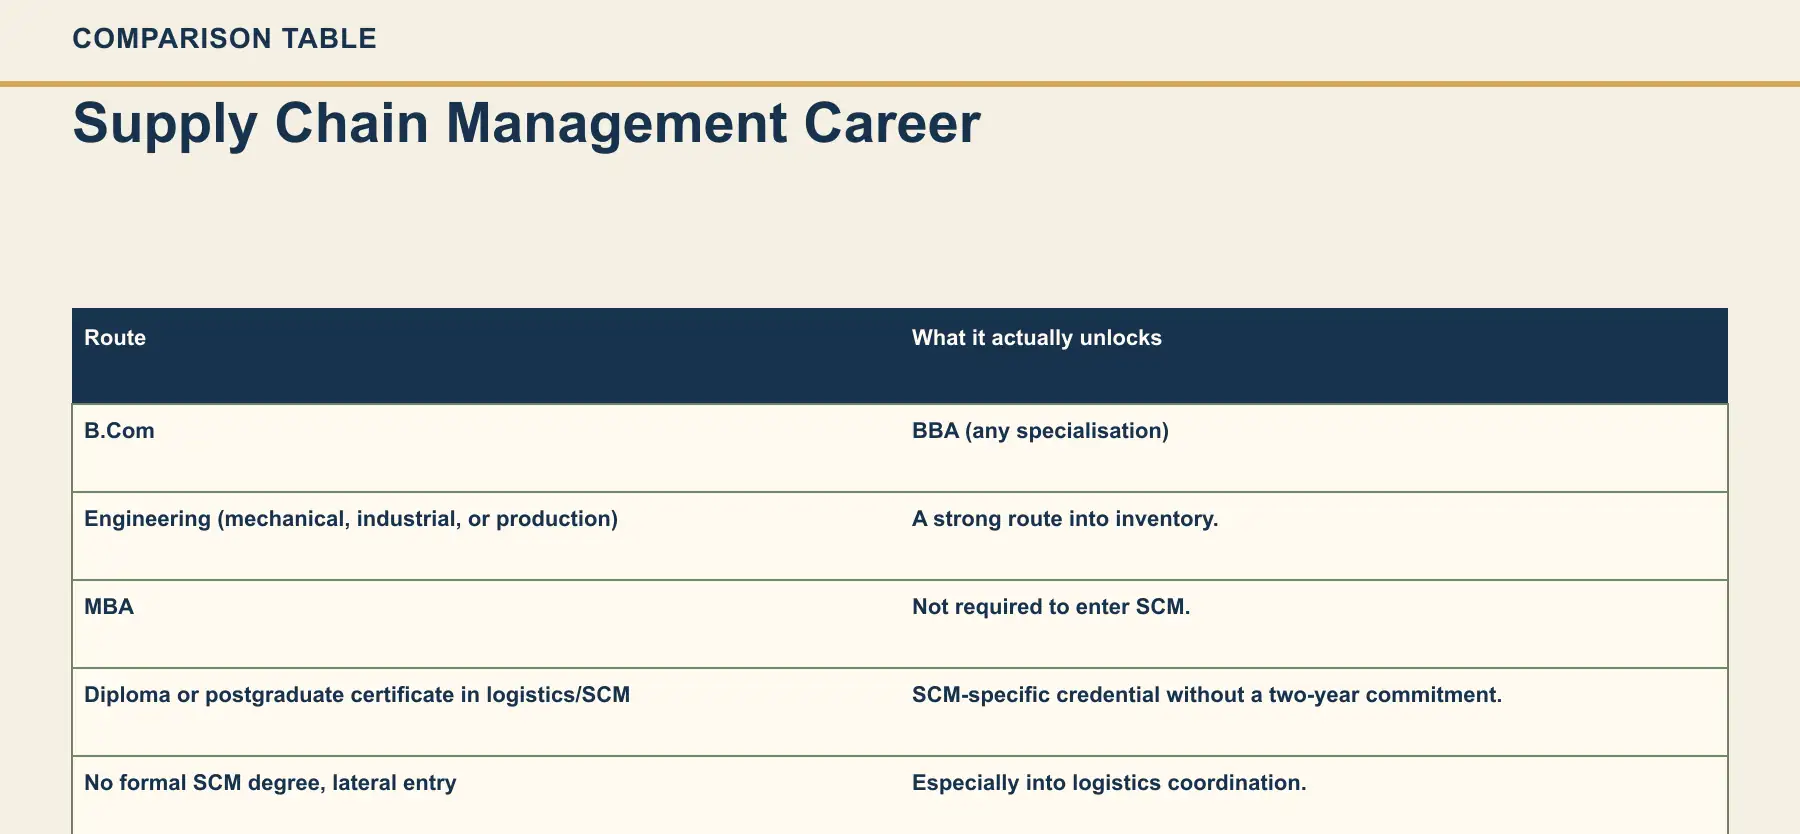 COMPARISON TABLE
Supply Chain Management Career
Route What it actually unlocks
B.Com BBA (any specialisation)
Engineering (mechanical, industrial, or production) A strong route into inventory.
MBA Not required to enter SCM.
Diploma or postgraduate certificate in logistics/SCM SCM-specific credential without a two-year commitment.
No formal SCM degree, lateral entry Especially into logistics coordination.